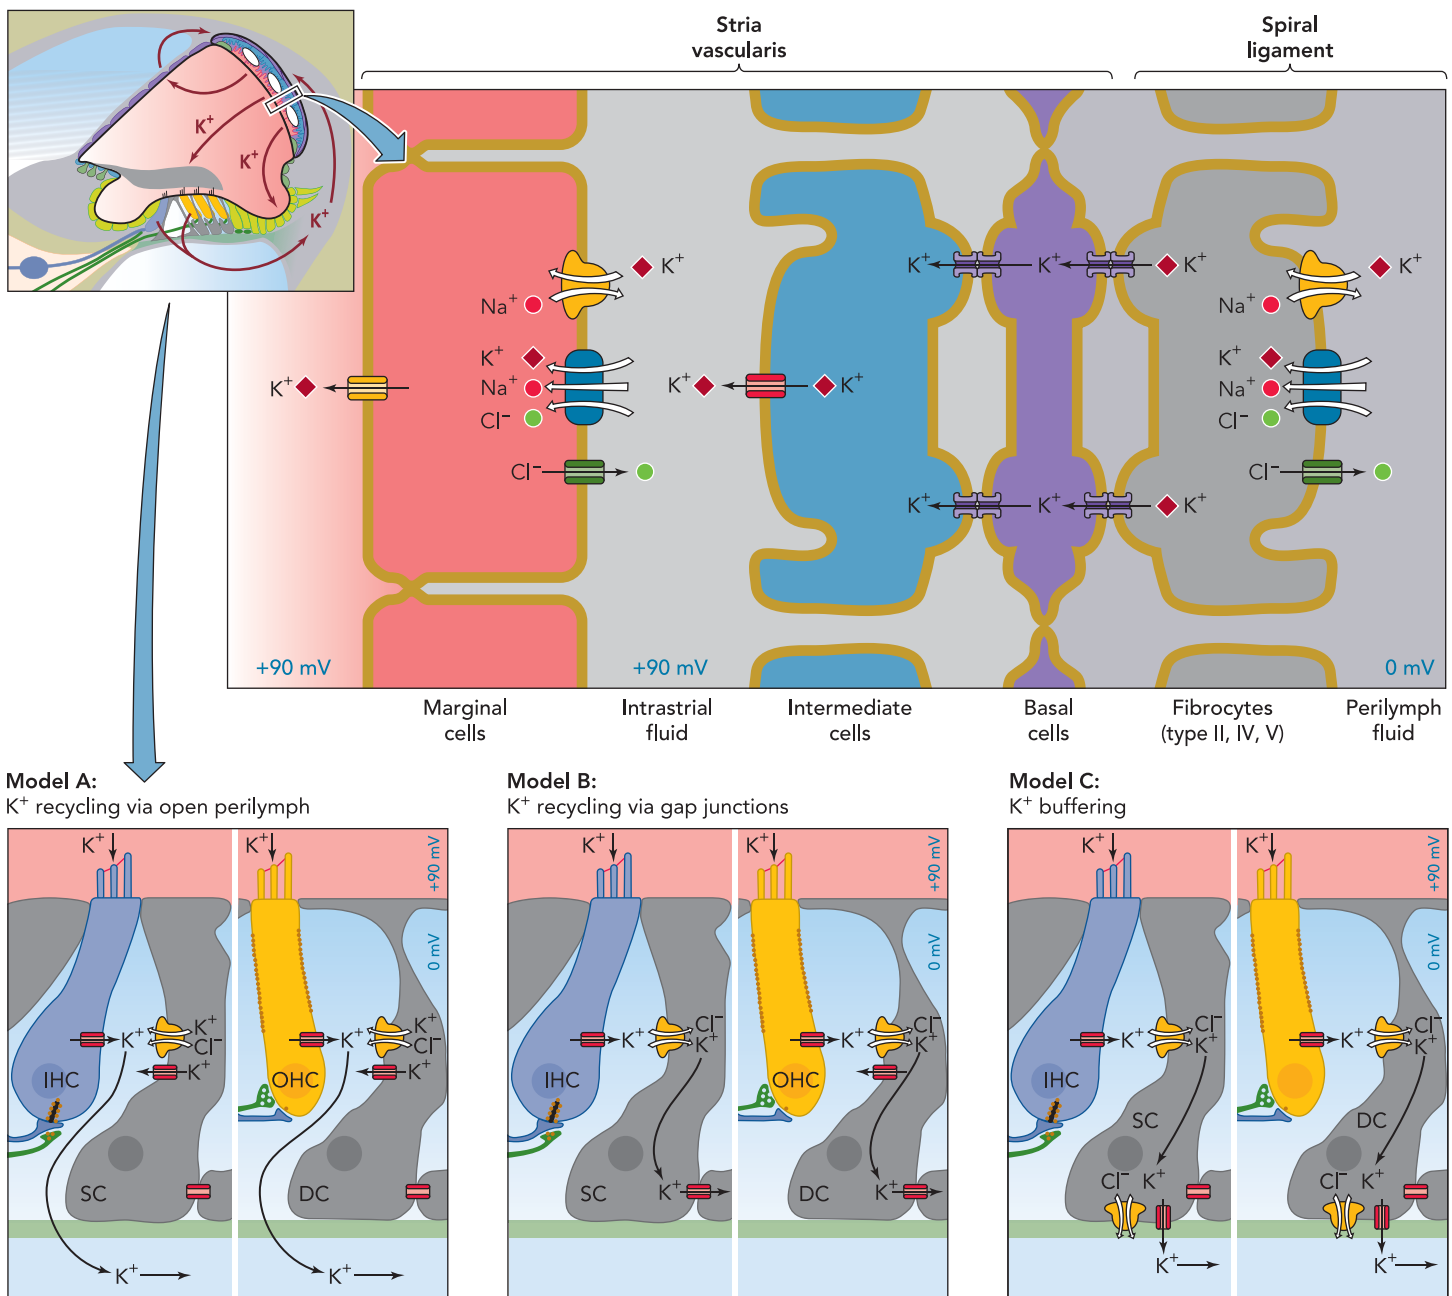 Stria
vascularis
Spiral
ligament
K⁺
K⁺
K⁺
K⁺
Na⁺
K⁺
Na⁺
Cl⁻
Cl⁻
K⁺
K⁺
K⁺
K⁺
K⁺
K⁺
K⁺
K⁺
K⁺
K⁺
Na⁺
K⁺
Na⁺
Cl⁻
Cl⁻
+90 mV
+90 mV
0 mV
Marginal
cells
Intrastrial
fluid
Intermediate
cells
Basal
cells
Fibrocytes
(type II, IV, V)
Perilymph
fluid
Model A:
K⁺ recycling via open perilymph
K⁺
K⁺
+90 mV
0 mV
K⁺
K⁺
Cl⁻
K⁺
IHC
SC
K⁺
K⁺
K⁺
Cl⁻
K⁺
OHC
DC
K⁺
Model B:
K⁺ recycling via gap junctions
K⁺
K⁺
+90 mV
0 mV
K⁺
Cl⁻
K⁺
IHC
SC
K⁺
K⁺
Cl⁻
K⁺
OHC
DC
K⁺
Model C:
K⁺ buffering
K⁺
K⁺
+90 mV
0 mV
K⁺
Cl⁻
K⁺
IHC
SC
Cl⁻
K⁺
K⁺
K⁺
Cl⁻
K⁺
OHC
DC
Cl⁻
K⁺
K⁺